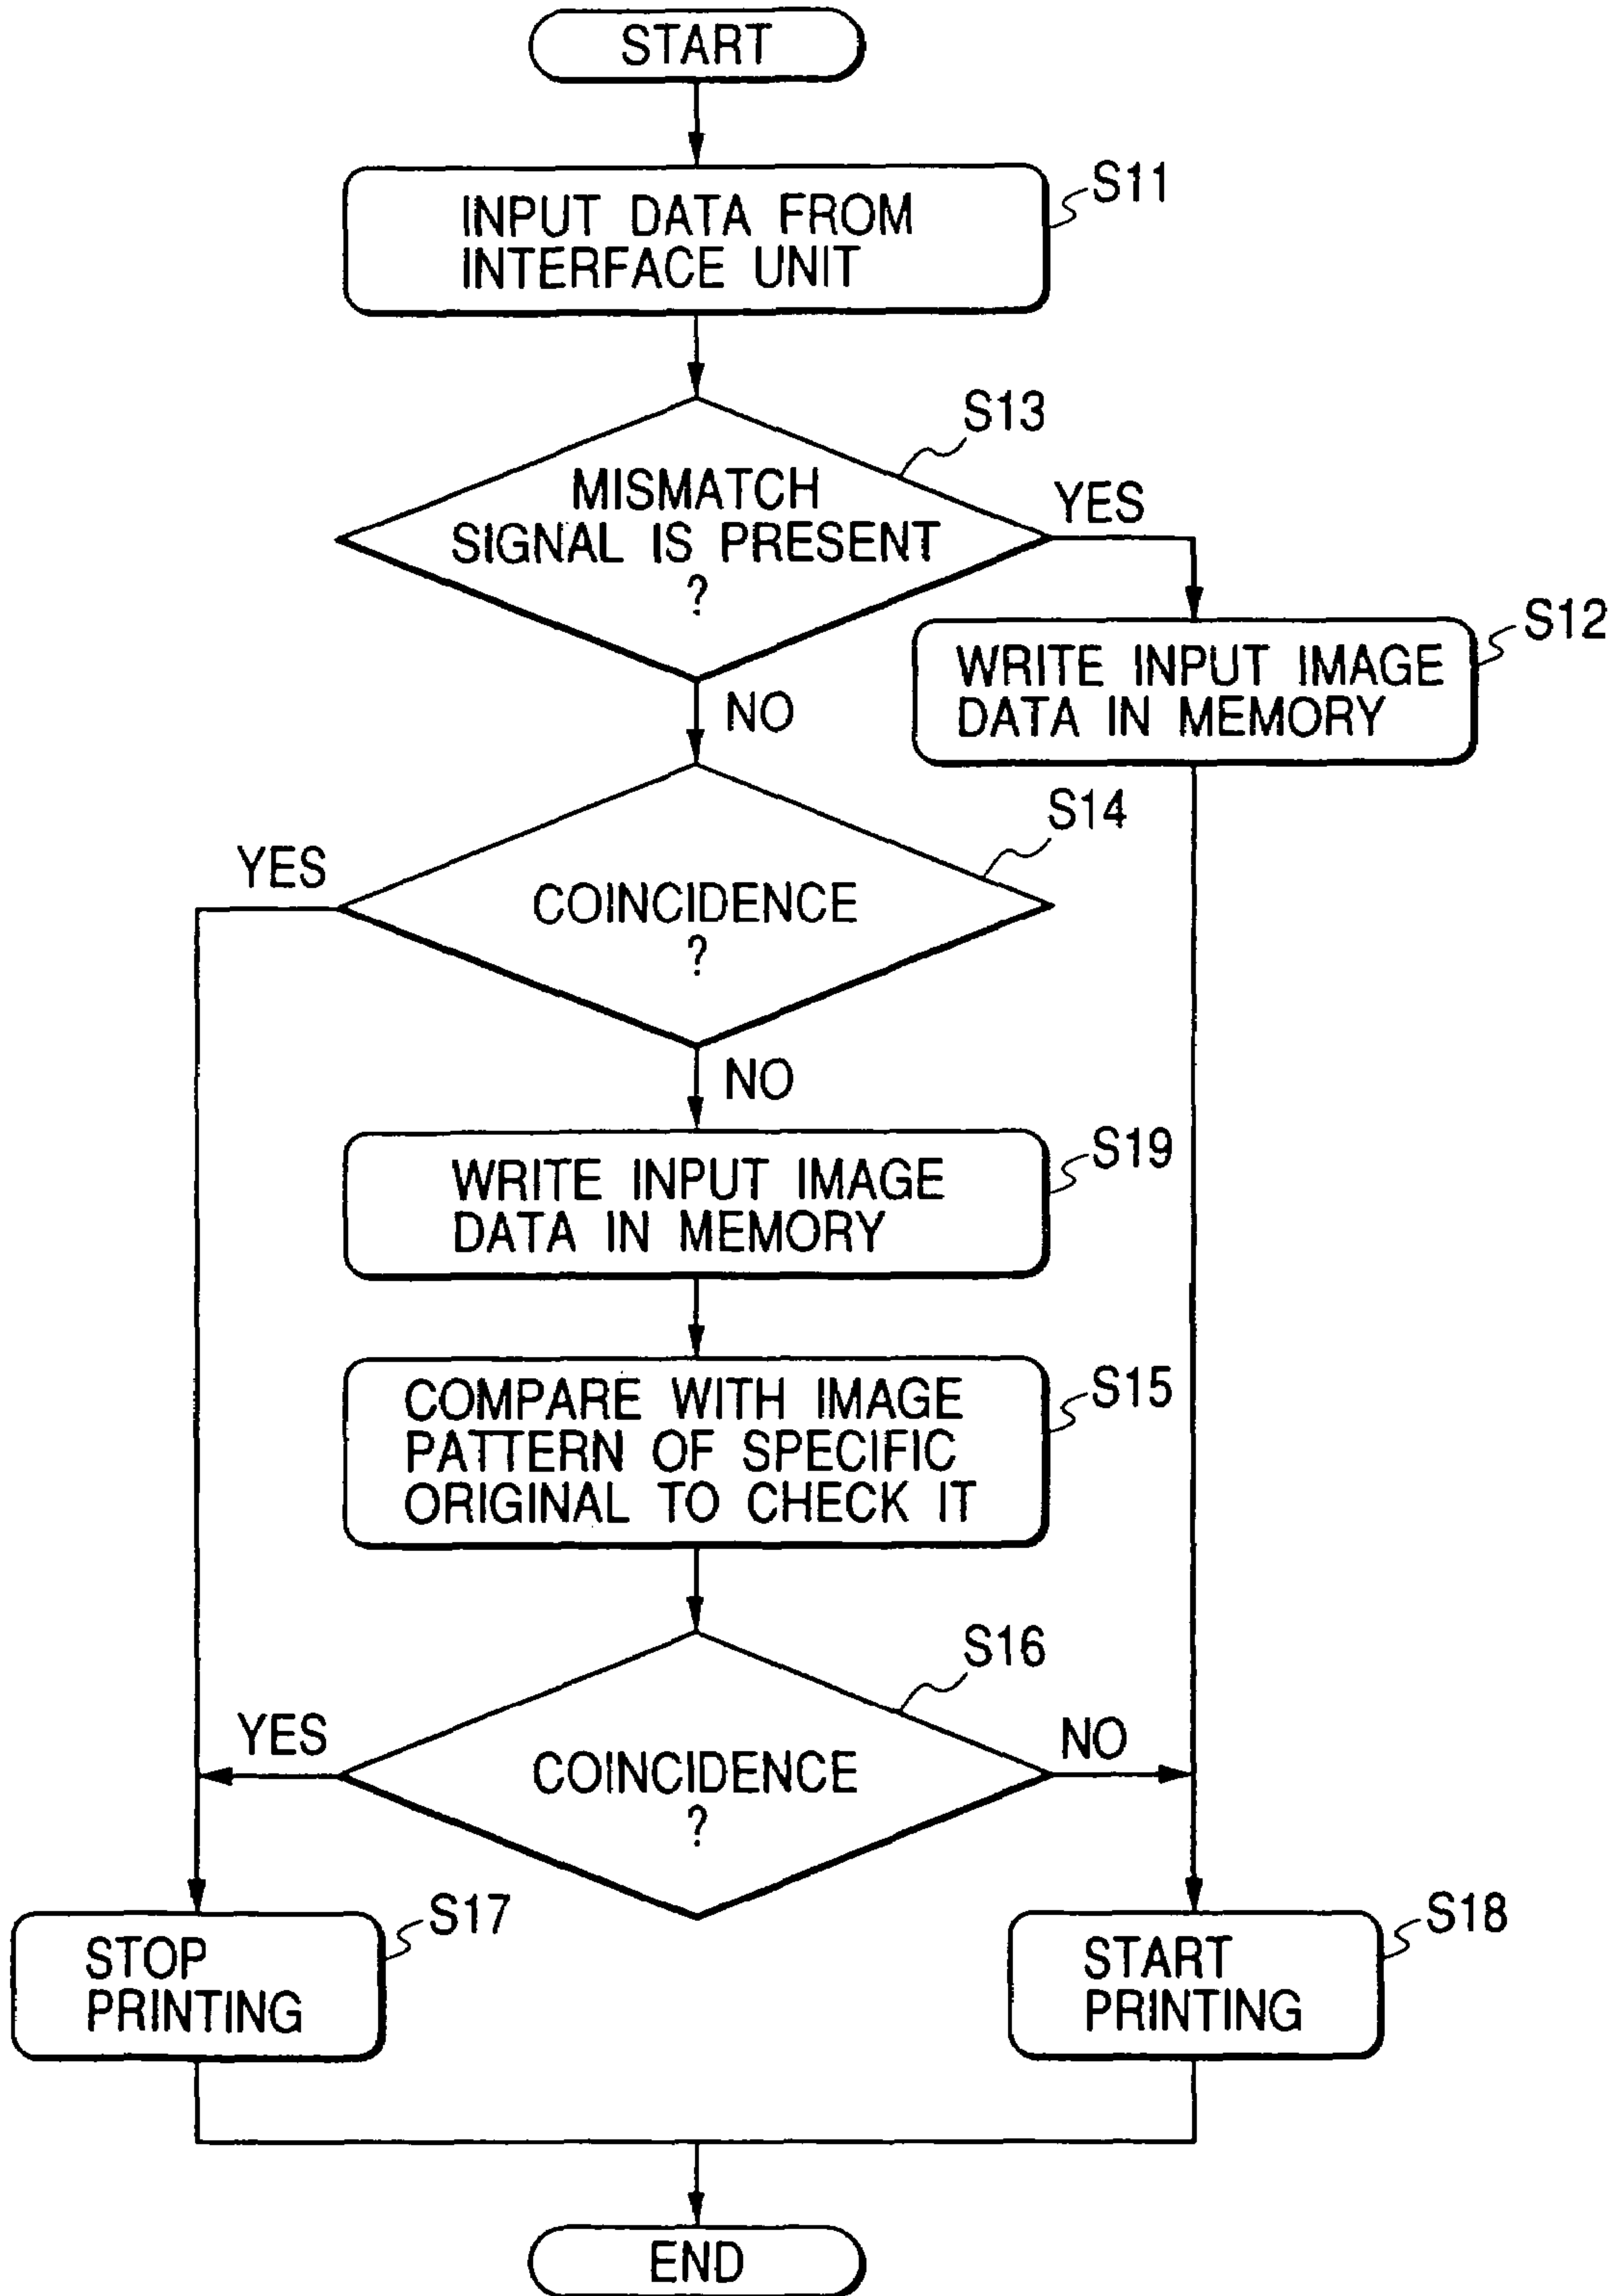 START
INPUT DATA FROM
INTERFACE UNIT
S11
S13
MISMATCH
SIGNAL IS PRESENT
?
YES
S12
WRITE INPUT IMAGE
DATA IN MEMORY
NO
S14
YES
COINCIDENCE
?
NO
S19
WRITE INPUT IMAGE
DATA IN MEMORY
S15
COMPARE WITH IMAGE
PATTERN OF SPECIFIC
ORIGINAL TO CHECK IT
S16
YES
NO
COINCIDENCE
?
S17
STOP
PRINTING
S18
START
PRINTING
END